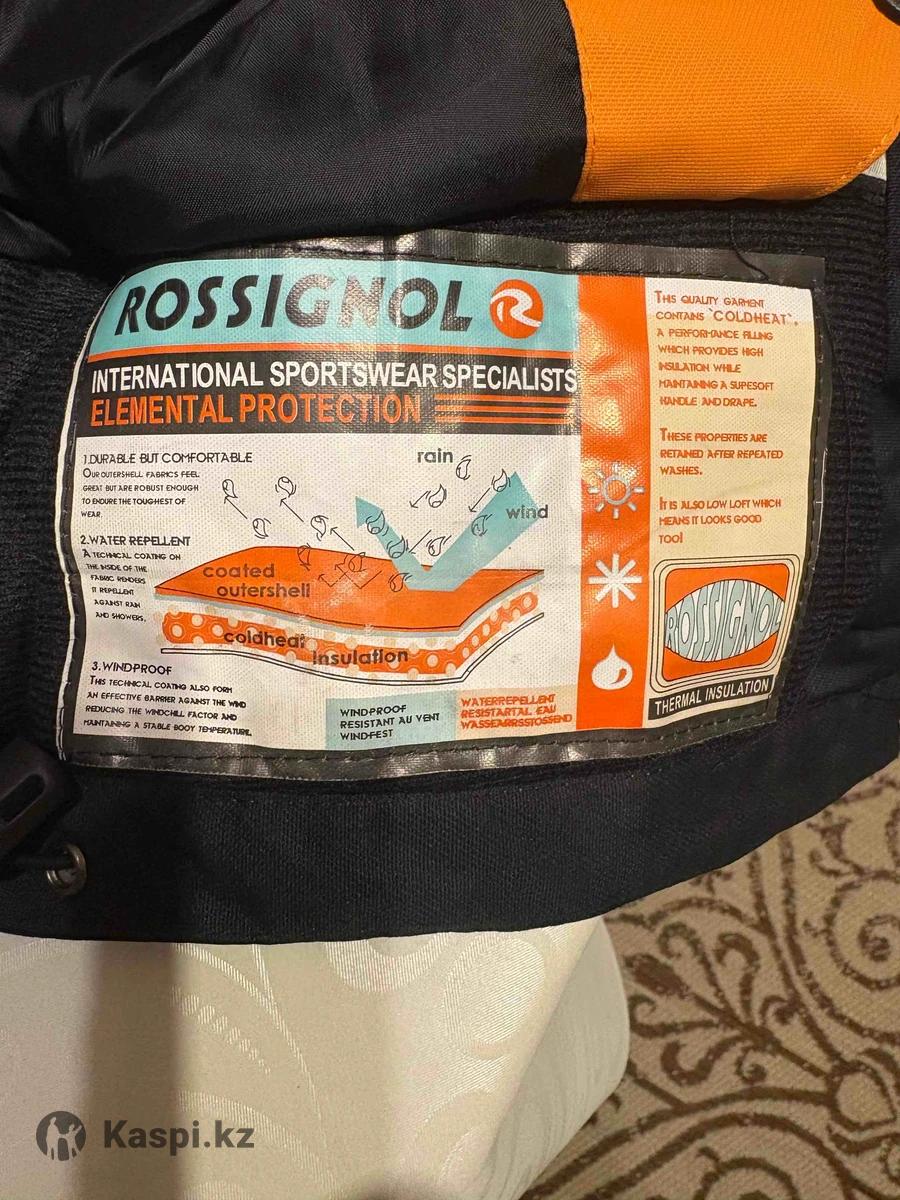 ROSSIGNOL
INTERNATIONAL SPORTSWEAR SPECIALISTS
ELEMENTAL PROTECTION
1.DURABLE BUT COMFORTABLE
OUR OUTERSHELL FABRICS FEEL
GREAT BUT ARE ROBUST ENOUGH
TO ENDURE THE TOUGHEST OF
WEAR.
2.WATER REPELLENT
A TECHNICAL COATING ON
THE INSIDE OF THE
FABRIC RENDERS
IT REPELLENT
AGAINST RAIN
AND SHOWERS.
3.WINDPROOF
THIS TECHNICAL COATING ALSO FORM
AN EFFECTIVE BARRIER AGAINST THE WIND
REDUCING THE WINDCHILL FACTOR AND
MAINTAINING A STABLE BODY TEMPERATURE.
rain
wind
coated
outershell
coldheat
insulation
WINDPROOF
RESISTANT AU VENT
WINDFEST
WATERREPELLENT
RESISTARTAL EAU
WASSEARRSSTOSSEND
THIS QUALITY GARMENT
CONTAINS `COLDHEAT`.
A PERFORMANCE FILLING
WHICH PROVIDES HIGH
INSULATION WHILE
MAINTAINING A SUPESOFT
HANDLE AND DRAPE.
THESE PROPERTIES ARE
RETAINED AFTER REPEATED
WASHES.
IT IS ALSO LOW LOFT WHICH
MEANS IT LOOKS GOOD
TOO!
ROSSIGNOL
THERMAL INSULATION
Kaspi.kz